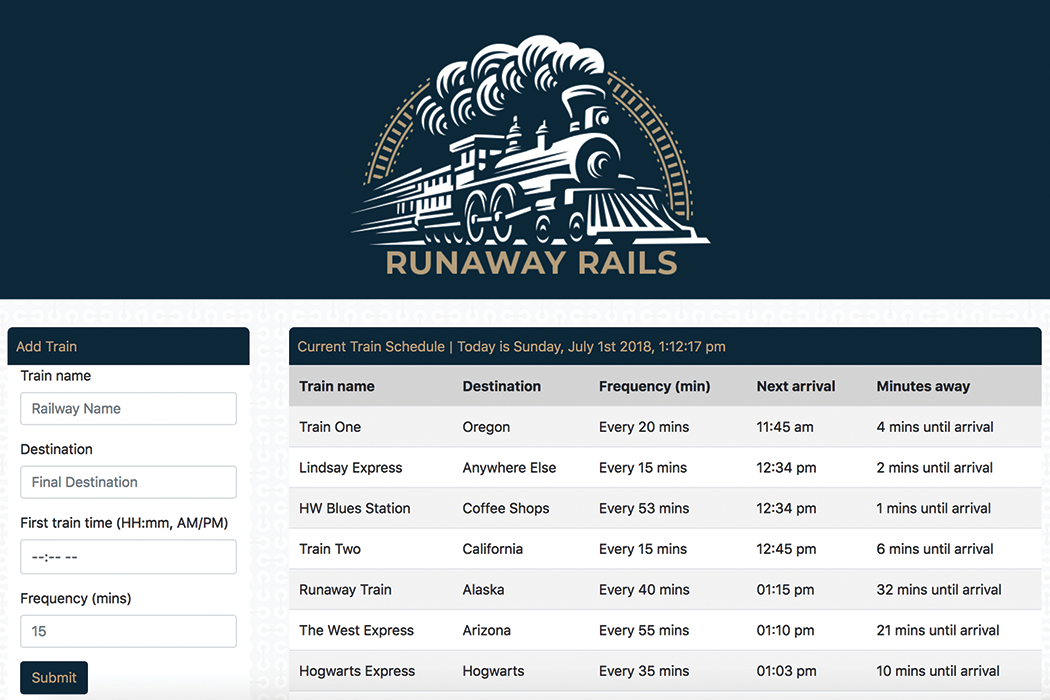 RUNAWAY RAILS
Add Train
Train name
Railway Name
Destination
Final Destination
First train time (HH:mm, AM/PM)
--:-- --
Frequency (mins)
15
Submit
Current Train Schedule | Today is Sunday, July 1st 2018, 1:12:17 pm
Train name Destination Frequency (min) Next arrival Minutes away
Train One Oregon Every 20 mins 11:45 am 4 mins until arrival
Lindsay Express Anywhere Else Every 15 mins 12:34 pm 2 mins until arrival
HW Blues Station Coffee Shops Every 53 mins 12:34 pm 1 mins until arrival
Train Two California Every 15 mins 12:45 pm 6 mins until arrival
Runaway Train Alaska Every 40 mins 01:15 pm 32 mins until arrival
The West Express Arizona Every 55 mins 01:10 pm 21 mins until arrival
Hogwarts Express Hogwarts Every 35 mins 01:03 pm 10 mins until arrival